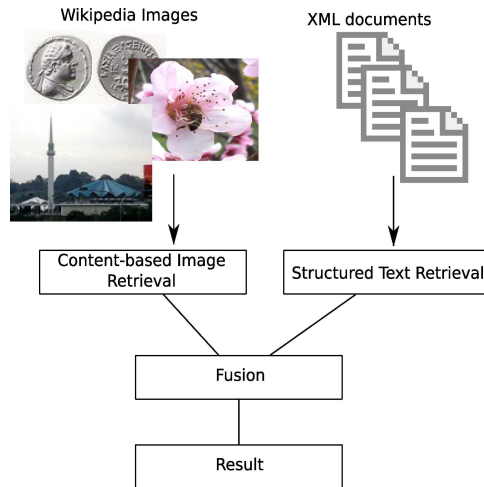 Wikipedia Images
XML documents
Content-based Image
Retrieval
Structured Text Retrieval
Fusion
Result